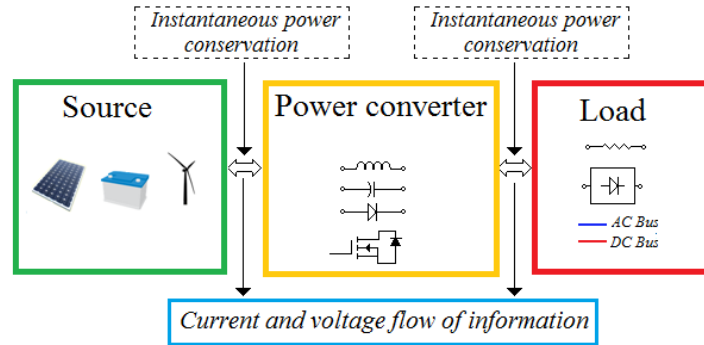 Instantaneous power
conservation
Instantaneous power
conservation
Source
Power converter
Load
AC Bus
DC Bus
Current and voltage flow of information